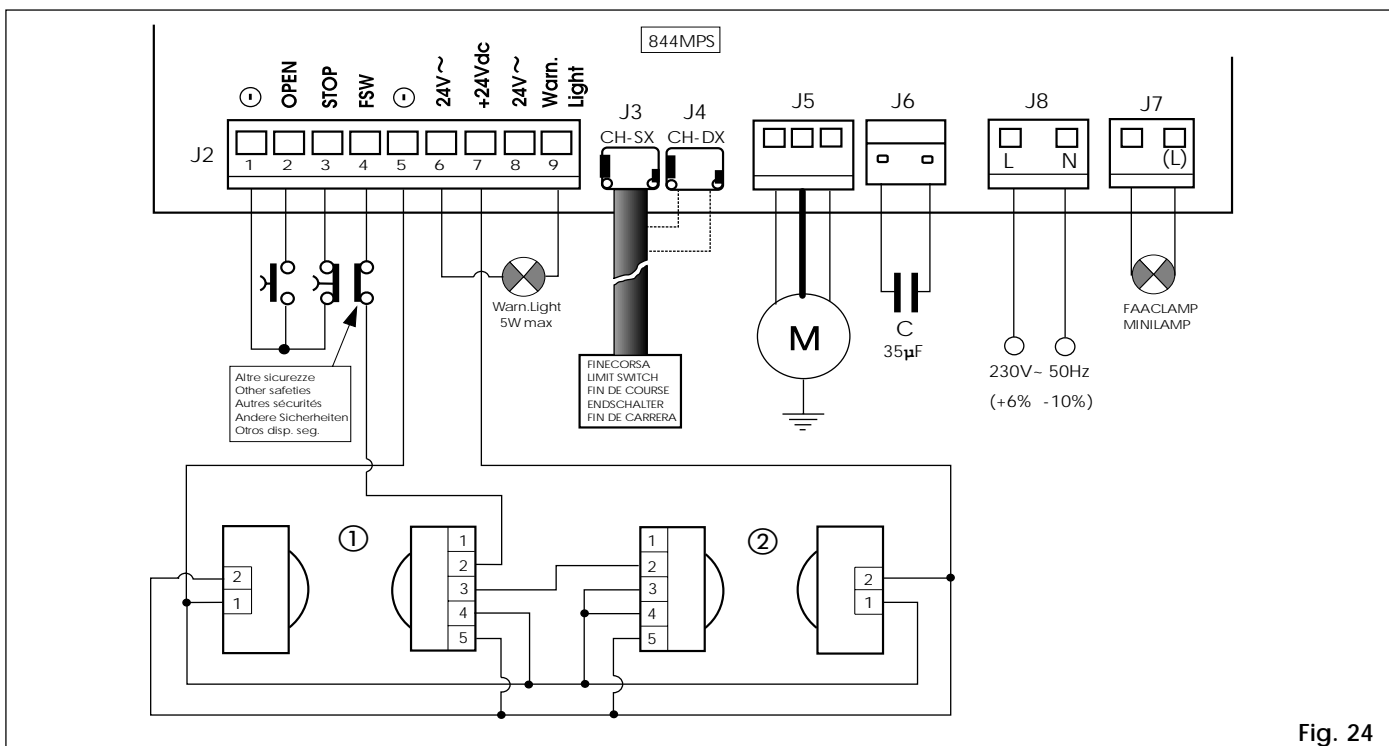 844MPS
⊖ OPEN STOP FSW ⊖ 24V~ +24Vdc 24V~ Warn. Light
J2
1 2 3 4 5 6 7 8 9
J3
CH-SX
J4
CH-DX
J5
J6
J8
L N
J7
(L)
Warn.Light
5W max
M
C
35µF
230V~ 50Hz
(+6% -10%)
FAACLAMP
MINILAMP
Altre sicurezze
Other safeties
Autres sécurités
Andere Sicherheiten
Otros disp. seg.
FINECORSA
LIMIT SWITCH
FIN DE COURSE
ENDSCHALTER
FIN DE CARRERA
2
1
①
1
2
3
4
5
1
2
3
4
5
②
2
1
Fig. 24